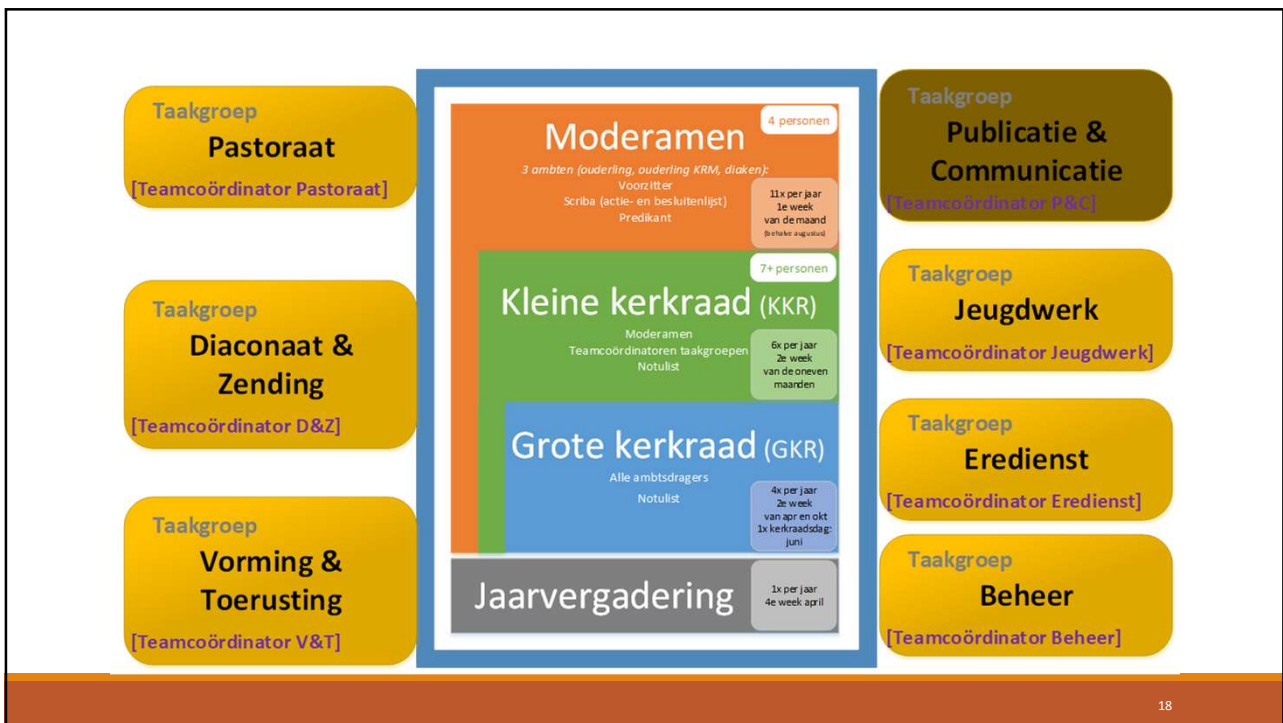 Taakgroep
Pastoraat
[Teamcoördinator Pastoraat]
Taakgroep
Diaconaat &
Zending
[Teamcoördinator D&Z]
Taakgroep
Vorming &
Toerusting
[Teamcoördinator V&T]
4 personen
Moderamen
3 ambten (ouderling, ouderling KRM, diaken):
Voorzitter
Scriba (actie- en besluitenlijst)
Predikant
11x per jaar
1e week
van de maand
(behalve augustus)
7+ personen
Kleine kerkraad (KKR)
Moderamen
Teamcoördinatoren taakgroepen
Notulist
6x per jaar
2e week
van de oneven
maanden
Grote kerkraad (GKR)
Alle ambtsdragers
Notulist
4x per jaar
2e week
van apr en okt
1x kerkraadsdag:
juni
Jaarvergadering
1x per jaar
4e week april
Taakgroep
Publicatie &
Communicatie
[Teamcoördinator P&C]
Taakgroep
Jeugdwerk
[Teamcoördinator Jeugdwerk]
Taakgroep
Eredienst
[Teamcoördinator Eredienst]
Taakgroep
Beheer
[Teamcoördinator Beheer]
18